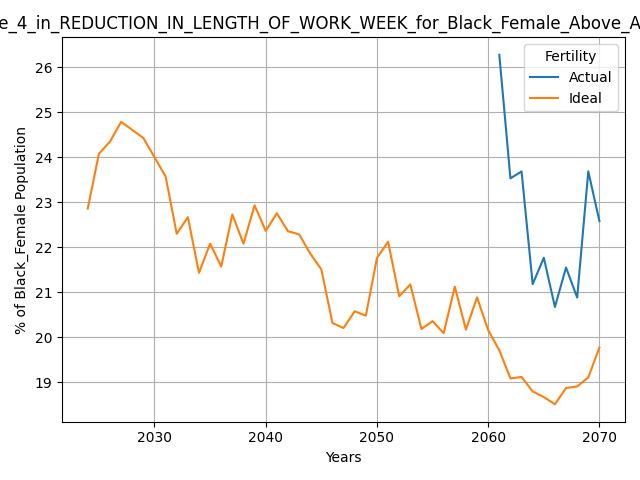 e_4_in_REDUCTION_IN_LENGTH_OF_WORK_WEEK_for_Black_Female_Above_A
Fertility
Actual
Ideal
% of Black_Female Population
26
25
24
23
22
21
20
19
2030 2040 2050 2060 2070
Years